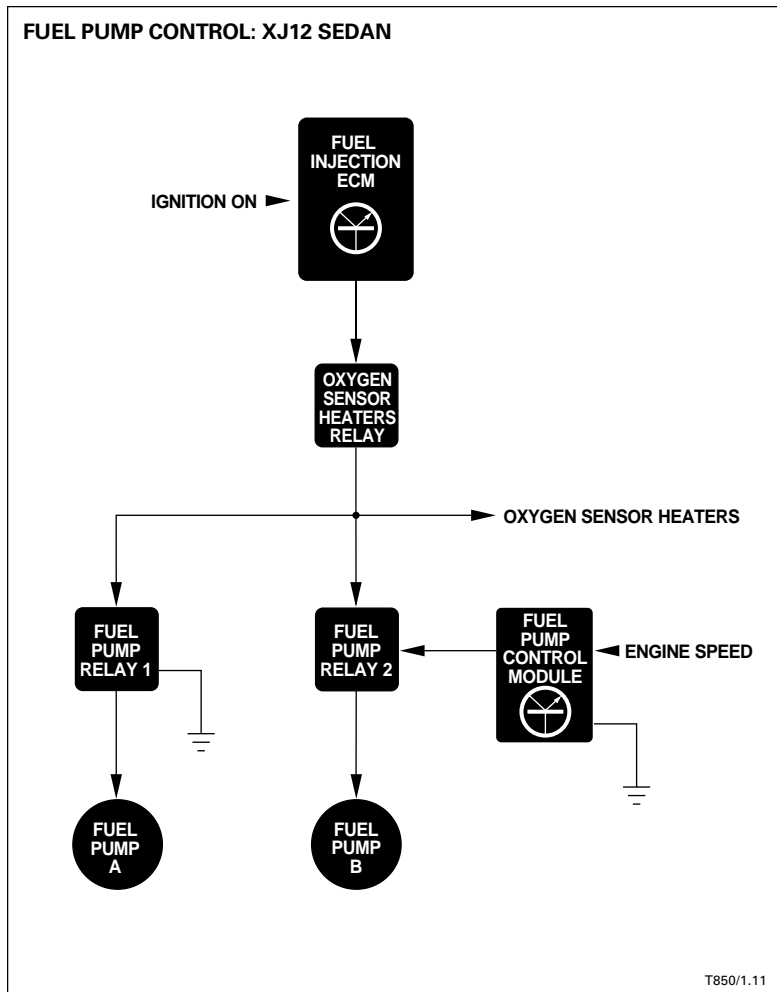 FUEL PUMP CONTROL: XJ12 SEDAN
FUEL
INJECTION
ECM
IGNITION ON
OXYGEN
SENSOR
HEATERS
RELAY
OXYGEN SENSOR HEATERS
FUEL
PUMP
RELAY 1
FUEL
PUMP
RELAY 2
FUEL
PUMP
CONTROL
MODULE
ENGINE SPEED
FUEL
PUMP
A
FUEL
PUMP
B
T850/1.11